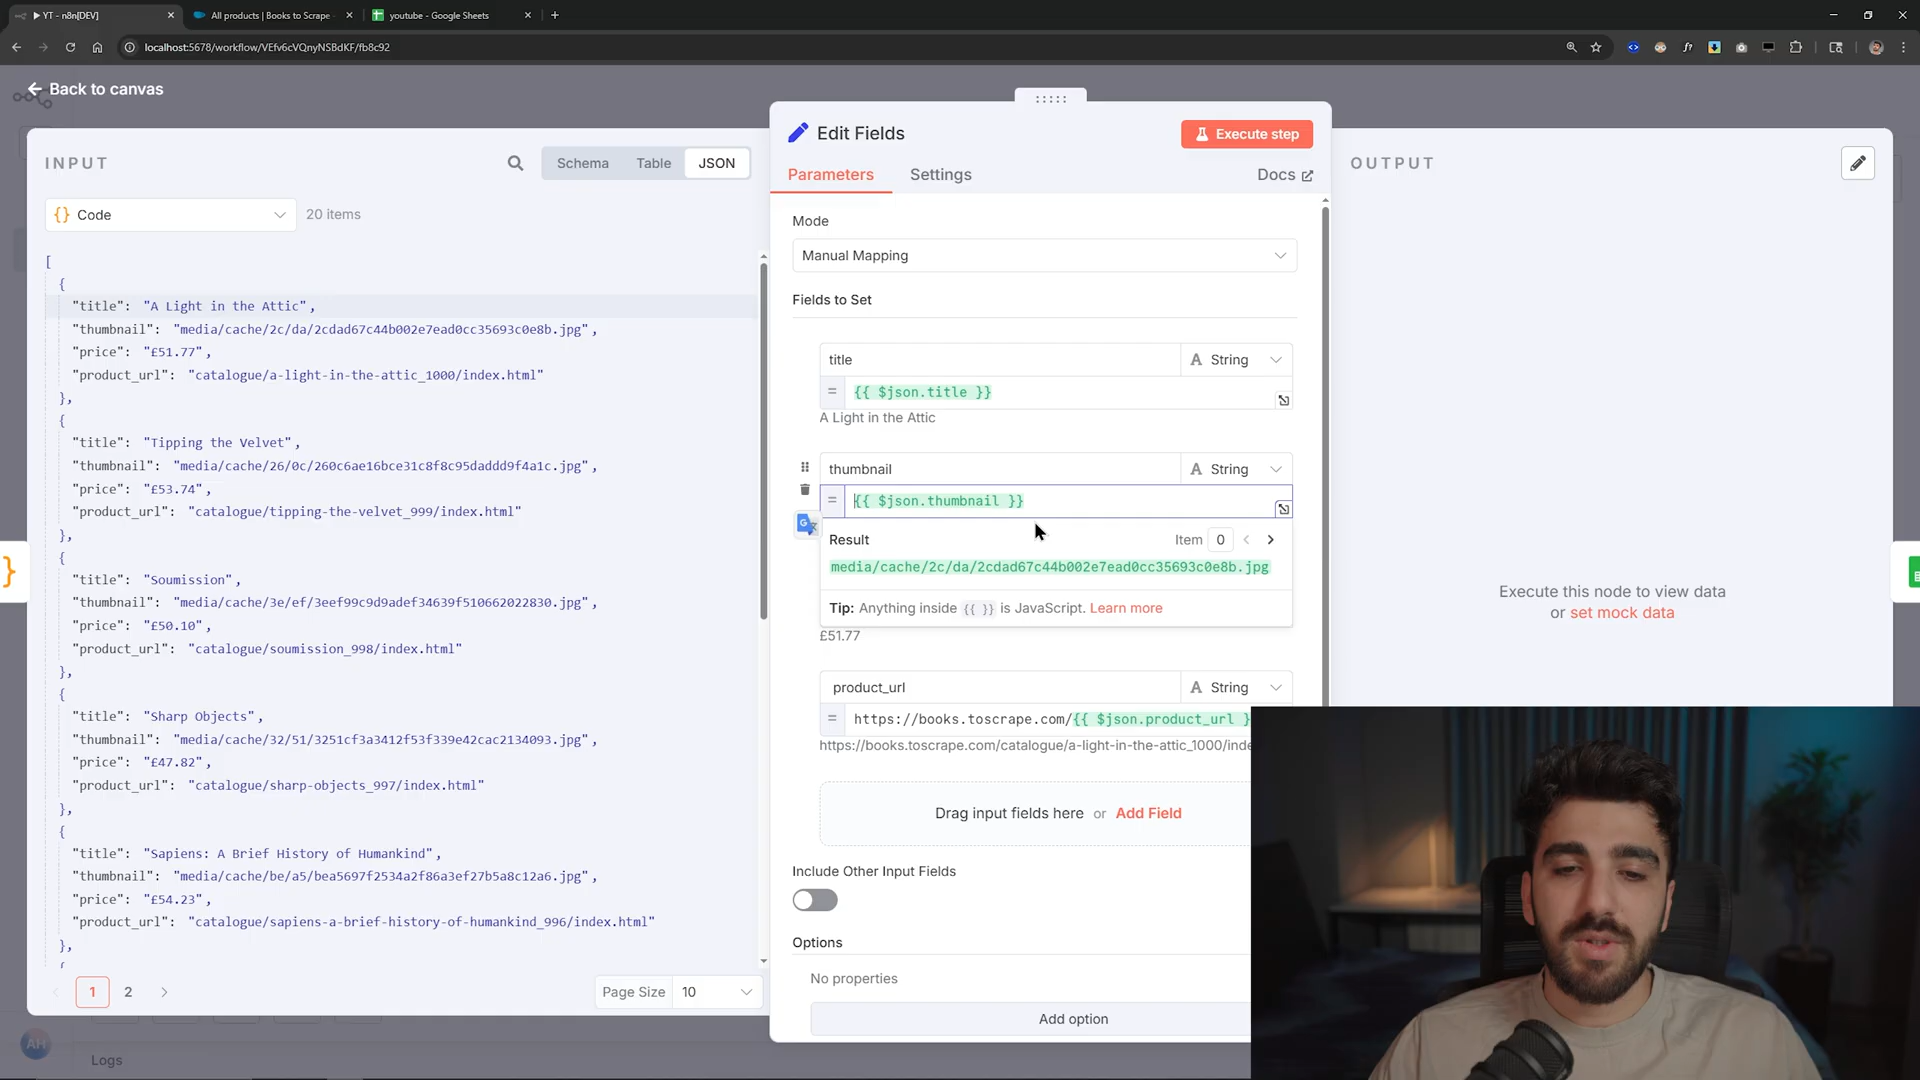 YT - n8n[DEV]
All products | Books to Scrape
youtube - Google Sheets
localhost:5678/workflow/VEfv6cVQnyNSBdKF/fb8c92
Back to canvas
INPUT
Schema
Table
JSON
{} Code
20 items
[
{
"title": "A Light in the Attic",
"thumbnail": "media/cache/2c/da/2cdad67c44b002e7ead0cc35693c0e8b.jpg",
"price": "£51.77",
"product_url": "catalogue/a-light-in-the-attic_1000/index.html"
},
{
"title": "Tipping the Velvet",
"thumbnail": "media/cache/26/0c/260c6ae16bce31c8f8c95daddd9f4a1c.jpg",
"price": "£53.74",
"product_url": "catalogue/tipping-the-velvet_999/index.html"
},
{
"title": "Soumission",
"thumbnail": "media/cache/3e/ef/3eef99c9d9adef34639f510662022830.jpg",
"price": "£50.10",
"product_url": "catalogue/soumission_998/index.html"
},
{
"title": "Sharp Objects",
"thumbnail": "media/cache/32/51/3251cf3a3412f53f339e42cac2134093.jpg",
"price": "£47.82",
"product_url": "catalogue/sharp-objects_997/index.html"
},
{
"title": "Sapiens: A Brief History of Humankind",
"thumbnail": "media/cache/be/a5/bea5697f2534a2f86a3ef27b5a8c12a6.jpg",
"price": "£54.23",
"product_url": "catalogue/sapiens-a-brief-history-of-humankind_996/index.html"
},
{
1
2
Page Size
10
Edit Fields
Execute step
Parameters
Settings
Docs
Mode
Manual Mapping
Fields to Set
title
A String
= {{ $json.title }}
A Light in the Attic
thumbnail
A String
= {{ $json.thumbnail }}
Result
Item 0
media/cache/2c/da/2cdad67c44b002e7ead0cc35693c0e8b.jpg
Tip: Anything inside {{ }} is JavaScript. Learn more
£51.77
product_url
A String
= https://books.toscrape.com/{{ $json.product_url }
https://books.toscrape.com/catalogue/a-light-in-the-attic_1000/inde
Drag input fields here or Add Field
Include Other Input Fields
Options
No properties
Add option
OUTPUT
Execute this node to view data
or set mock data
AH
Logs